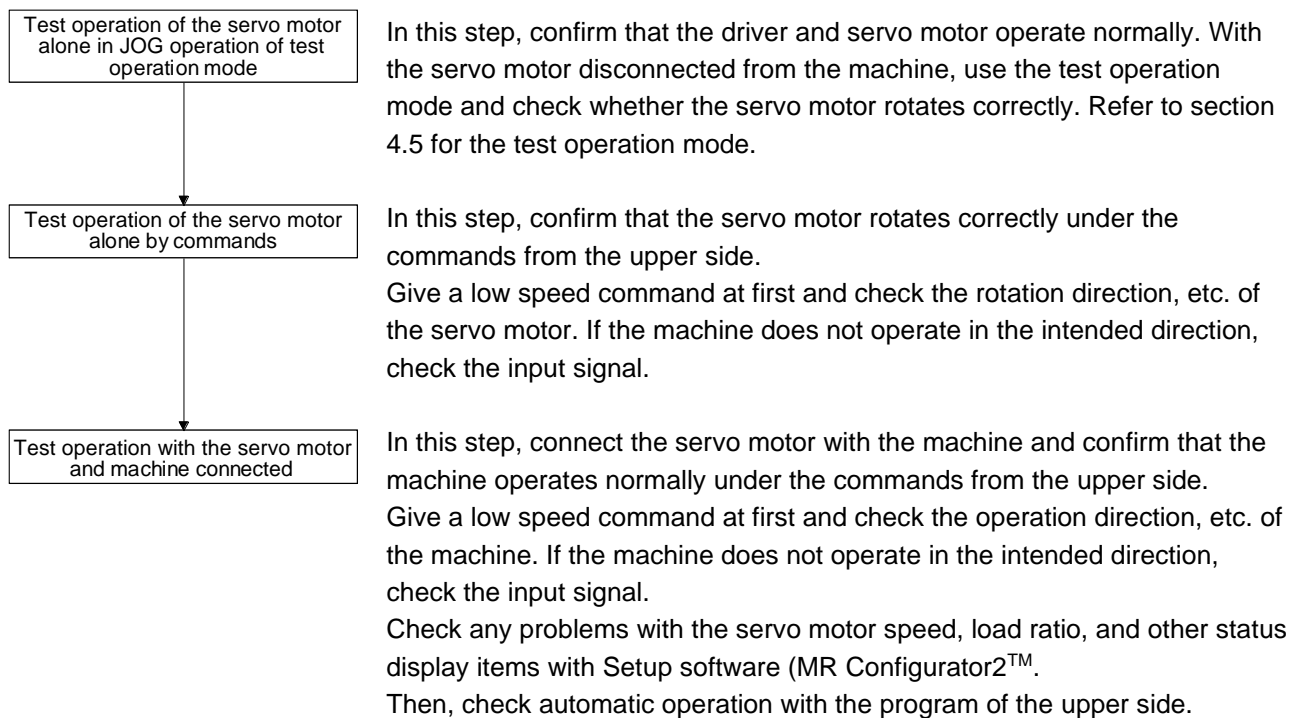 Test operation of the servo motor
alone in JOG operation of test
operation mode
In this step, confirm that the driver and servo motor operate normally. With
the servo motor disconnected from the machine, use the test operation
mode and check whether the servo motor rotates correctly. Refer to section
4.5 for the test operation mode.
Test operation of the servo motor
alone by commands
In this step, confirm that the servo motor rotates correctly under the
commands from the upper side.
Give a low speed command at first and check the rotation direction, etc. of
the servo motor. If the machine does not operate in the intended direction,
check the input signal.
Test operation with the servo motor
and machine connected
In this step, connect the servo motor with the machine and confirm that the
machine operates normally under the commands from the upper side.
Give a low speed command at first and check the operation direction, etc. of
the machine. If the machine does not operate in the intended direction,
check the input signal.
Check any problems with the servo motor speed, load ratio, and other status
display items with Setup software (MR Configurator2TM.
Then, check automatic operation with the program of the upper side.